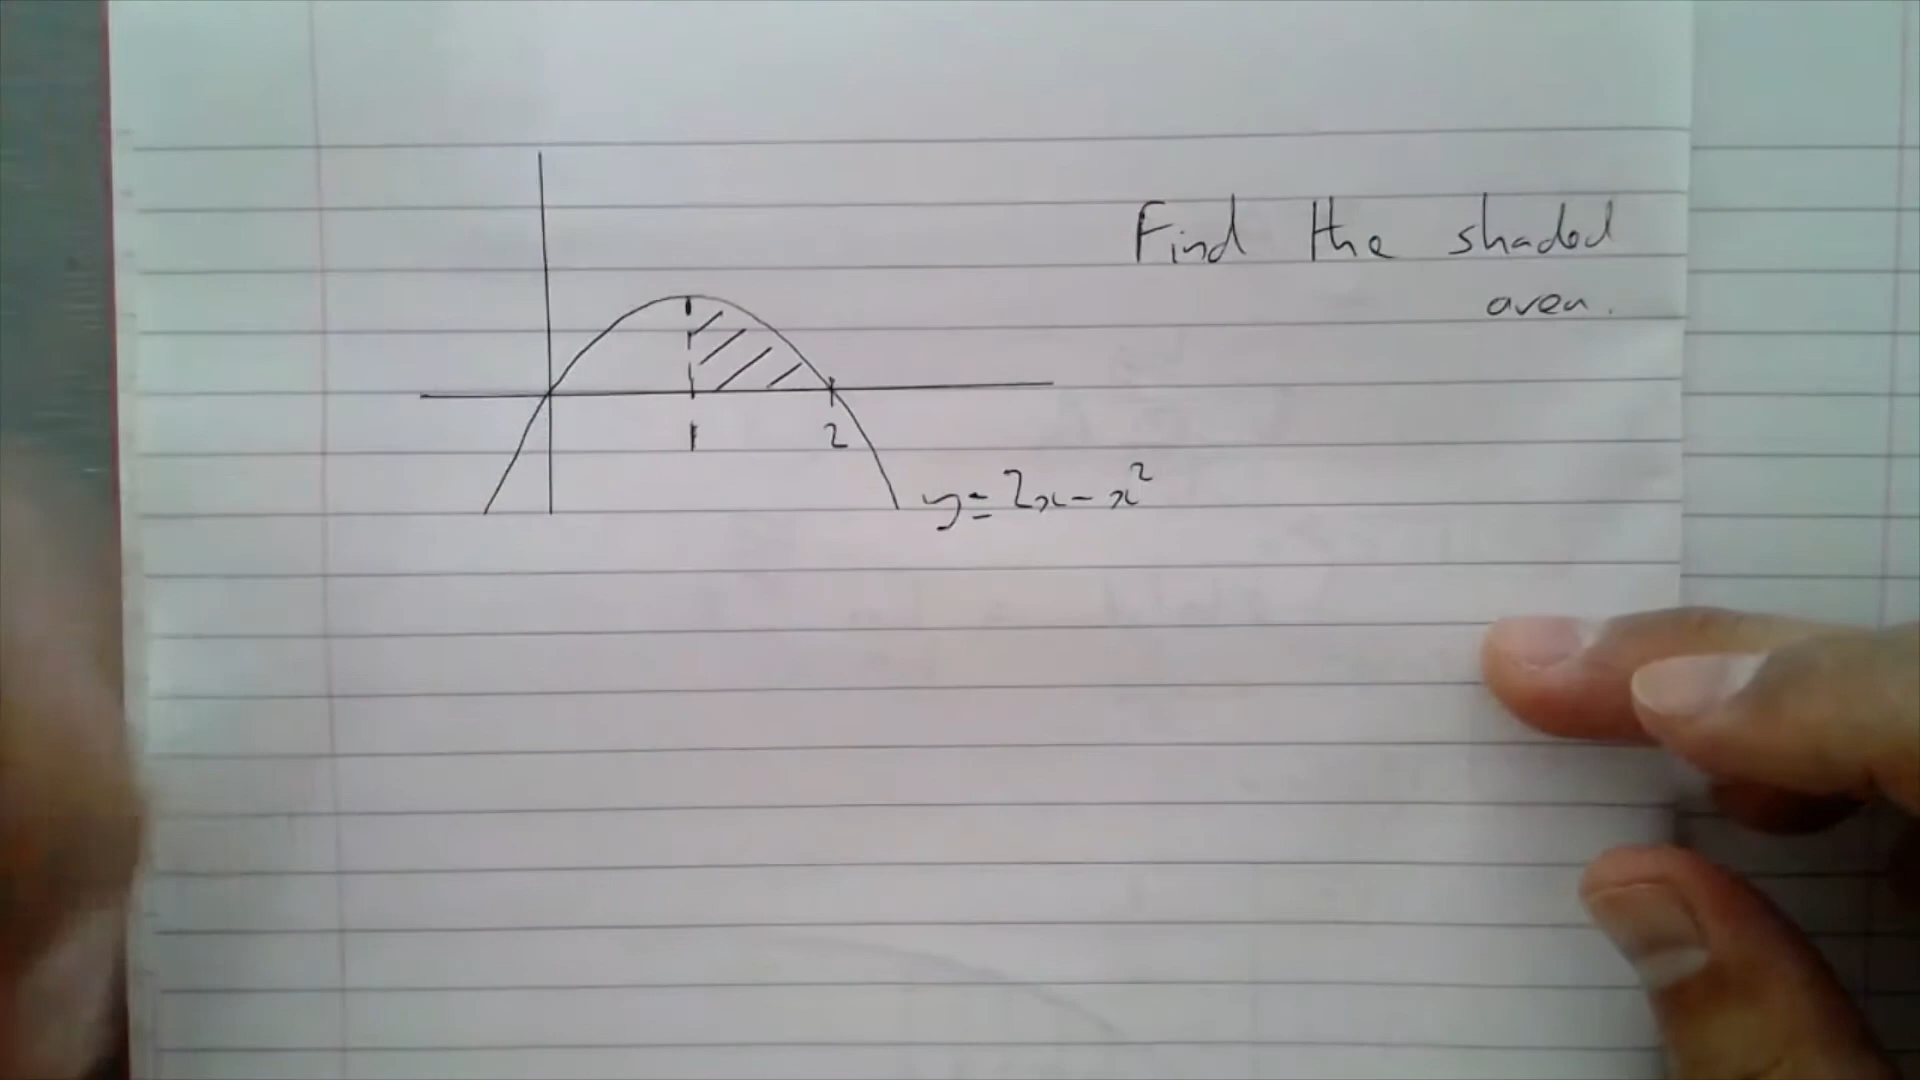 Find the shaded
area.
1 2
y = 2x - x²